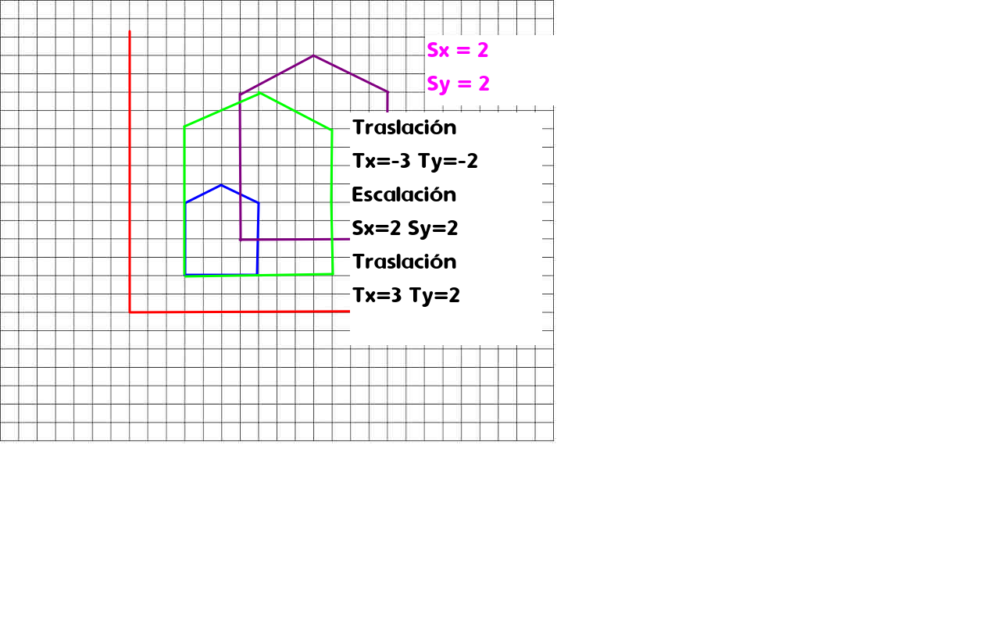 Sx = 2
Sy = 2
Traslación
Tx=-3 Ty=-2
Escalación
Sx=2 Sy=2
Traslación
Tx=3 Ty=2